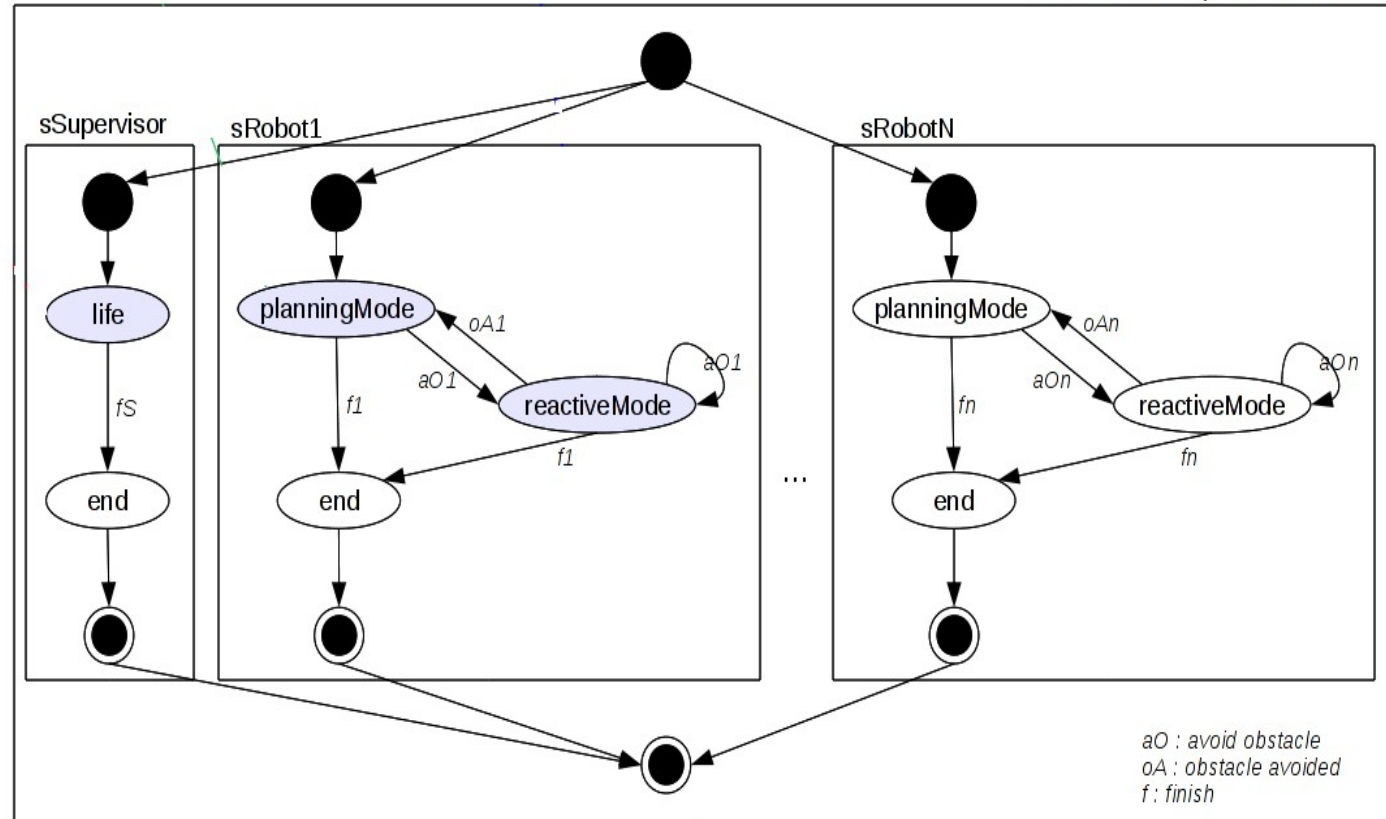 sSupervisor
sRobot1
sRobotN
life
fS
end
planningMode
oA1
aO1
aO1
reactiveMode
f1
f1
end
...
planningMode
oAn
aOn
aOn
reactiveMode
fn
fn
end
aO : avoid obstacle
oA : obstacle avoided
f : finish